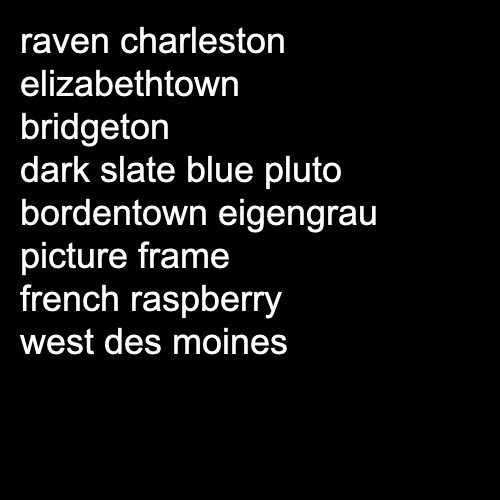 raven charleston
elizabethtown
bridgeton
dark slate blue pluto
bordentown eigengrau
picture frame
french raspberry
west des moines